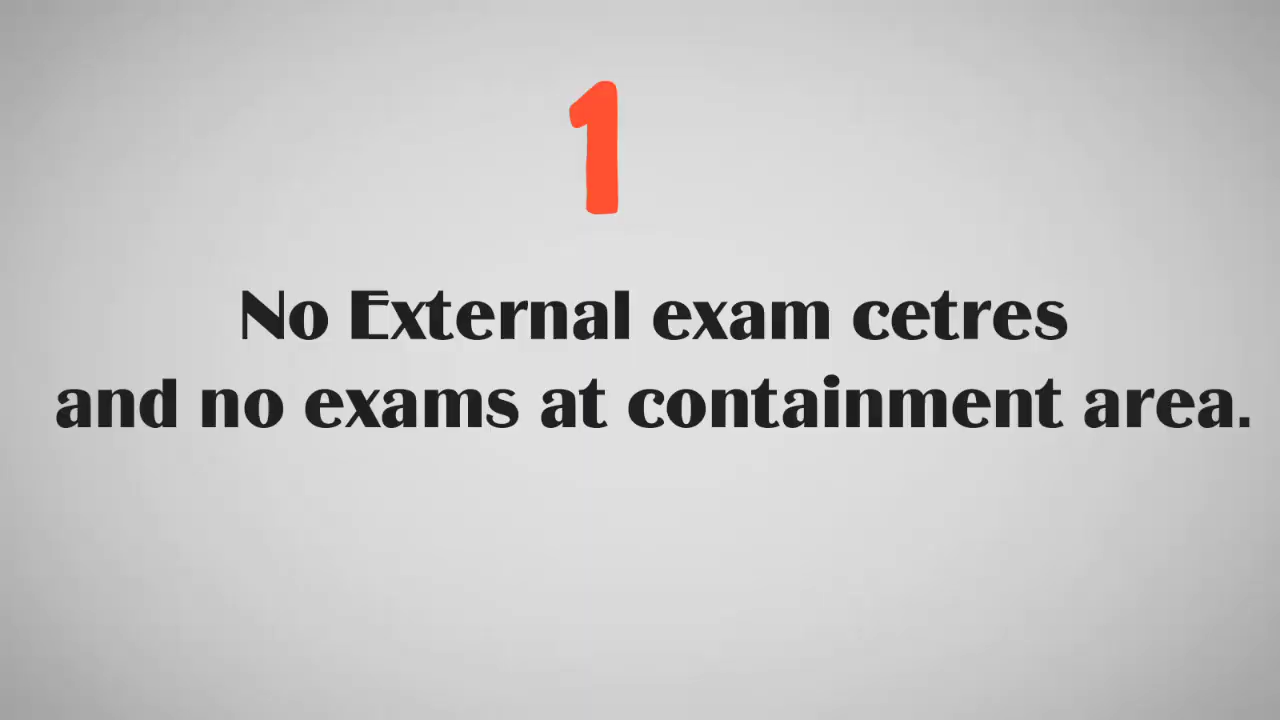 1
No External exam cetres
and no exams at containment area.